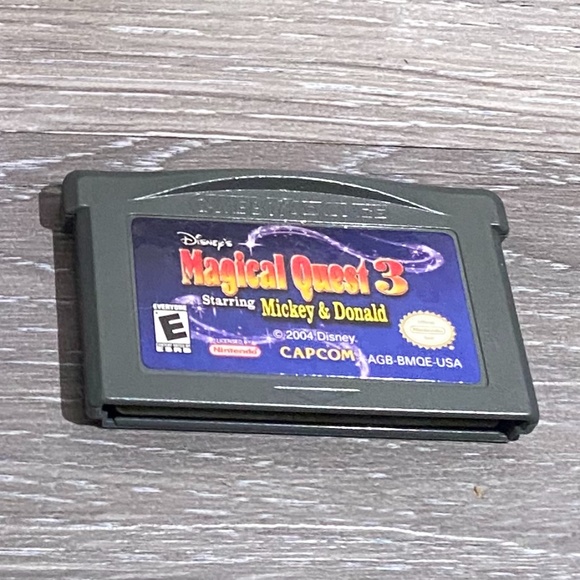 GAME BOY ADVANCE
Disney's
Magical Quest 3
Starring Mickey & Donald
EVERYONE
E
ESRB
© 2004 Disney.
LICENSED BY
Nintendo
CAPCOM
AGB-BMQE-USA
Nintendo